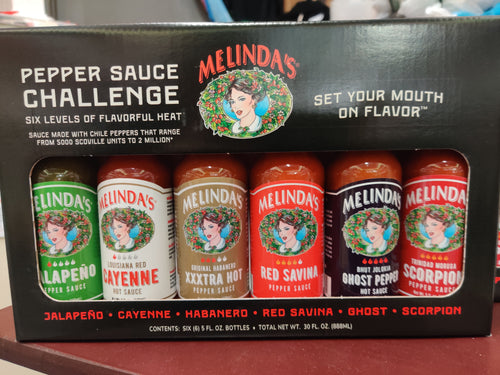 PEPPER SAUCE
CHALLENGE
SIX LEVELS OF FLAVORFUL HEAT
SAUCE MADE WITH CHILE PEPPERS THAT RANGE
FROM 5000 SCOVILLE UNITS TO 2 MILLION*
MELINDA'S®
SET YOUR MOUTH
ON FLAVOR™
ELINDA'S
ALAPEÑO
PEPPER SAUCE
MELINDA'S
LOUISIANA RED
CAYENNE
HOT SAUCE
MELINDA'S
ORIGINAL HABANERO
XXXTRA HOT
PEPPER SAUCE
MELINDA'S
RED SAVINA
PEPPER SAUCE
MELINDA'S
BHUT JOLOKIA
GHOST PEPPER
HOT SAUCE
MELINDA
TRINIDAD MORUGA
SCORPION
PEPPER SAUCE
JALAPEÑO • CAYENNE • HABANERO • RED SAVINA • GHOST • SCORPION
CONTENTS: SIX (6) 5 FL OZ. BOTTLES • TOTAL NET WT. 30 FL OZ. (888ML)